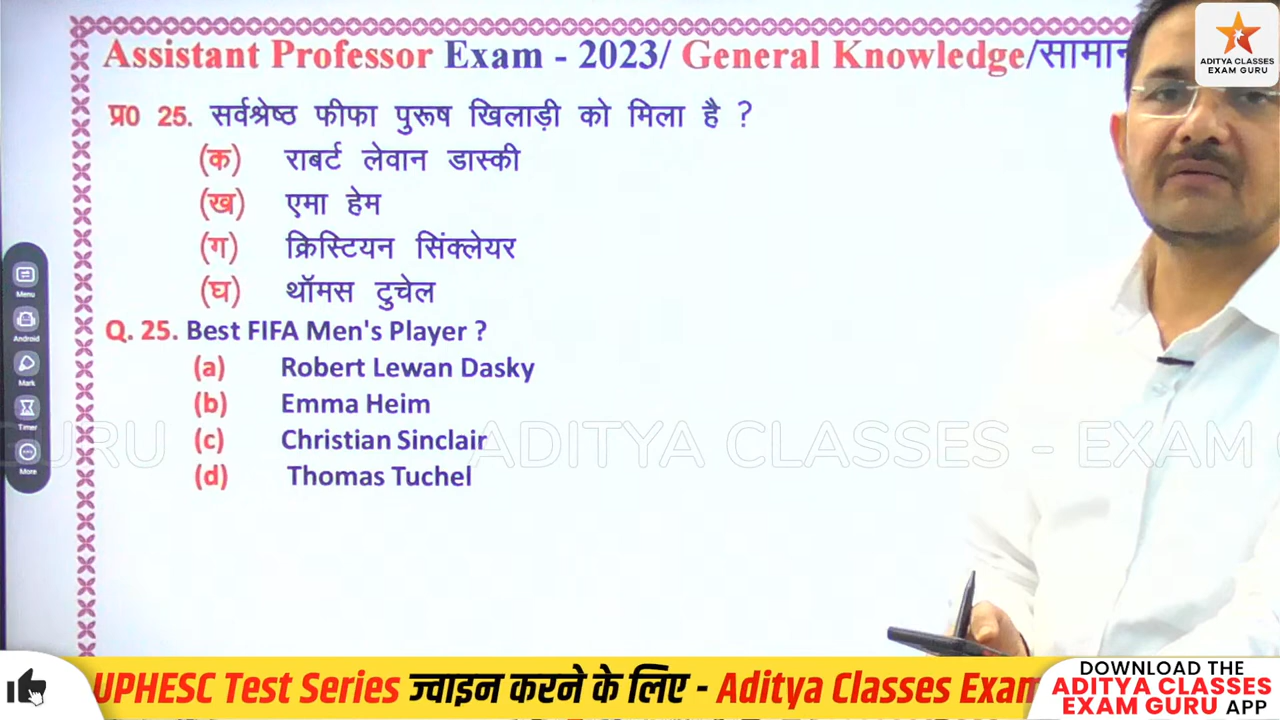 Assistant Professor Exam - 2023/ General Knowledge/सामान
ADITYA CLASSES
EXAM GURU
प्र0 25. सर्वश्रेष्ठ फीफा पुरूष खिलाड़ी को मिला है ?
(क) राबर्ट लेवान डास्की
(ख) एमा हेम
(ग) क्रिस्टियन सिंक्लेयर
(घ) थॉमस टुचेल
Q. 25. Best FIFA Men's Player ?
(a) Robert Lewan Dasky
(b) Emma Heim
(c) Christian Sinclair
(d) Thomas Tuchel
Menu
Android
Mark
Timer
More
GURU ADITYA CLASSES - EXAM
UPHESC Test Series ज्वाइन करने के लिए - Aditya Classes Exam
DOWNLOAD THE
ADITYA CLASSES
EXAM GURU APP